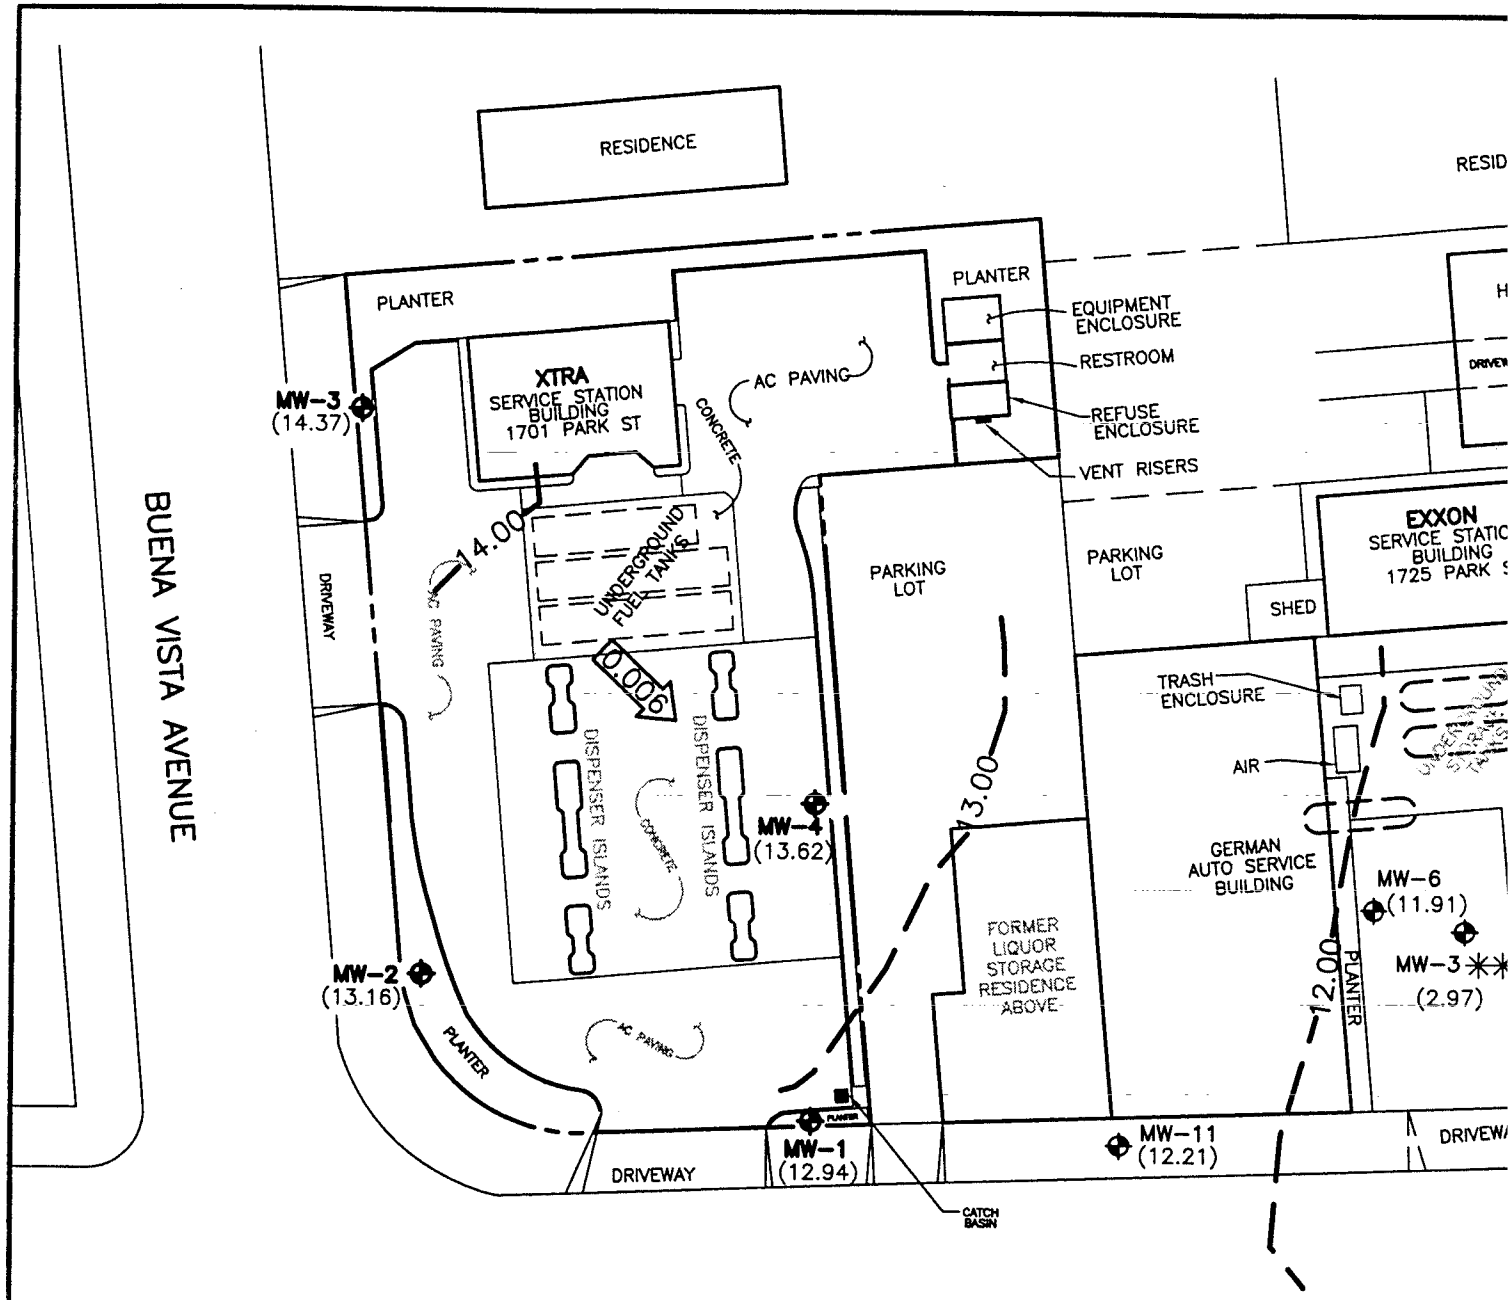 RESIDENCE
RESID
PLANTER
PLANTER
EQUIPMENT
ENCLOSURE
H
RESTROOM
DRIVEW
XTRA
SERVICE STATION
BUILDING
1701 PARK ST
AC PAVING
MW-3
(14.37)
CONCRETE
REFUSE
ENCLOSURE
VENT RISERS
BUENA VISTA AVENUE
14.00
UNDERGROUND
FUEL TANKS
EXXON
SERVICE STATIO
BUILDING
1725 PARK S
PARKING
LOT
PARKING
LOT
DRIVEWAY
AC PAVING
SHED
0.006
TRASH
ENCLOSURE
UNDERGROUND
DISPENSER ISLANDS
DISPENSER ISLANDS
AIR
13.00
CONCRETE
MW-4
(13.62)
GERMAN
AUTO SERVICE
BUILDING
MW-6
(11.91)
FORMER
LIQUOR
STORAGE
RESIDENCE
ABOVE
MW-2
(13.16)
12.00
PLANTER
MW-3 **
(2.97)
PLANTER
AC PAVING
PLANTER
MW-1
(12.94)
MW-11
(12.21)
DRIVEWA
DRIVEWAY
CATCH
BASIN